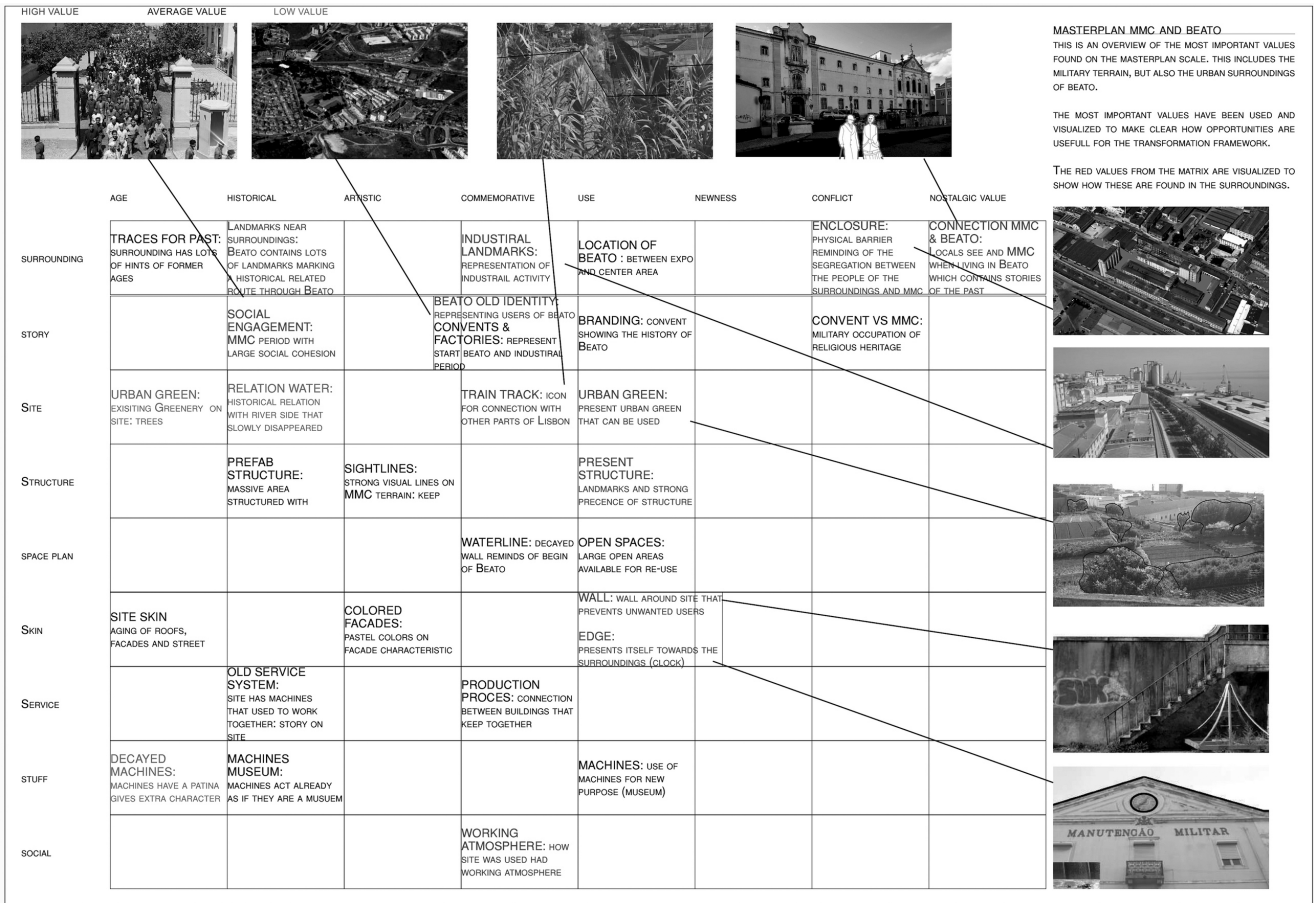 HIGH VALUE AVERAGE VALUE LOW VALUE
MASTERPLAN MMC AND BEATO
THIS IS AN OVERVIEW OF THE MOST IMPORTANT VALUES
FOUND ON THE MASTERPLAN SCALE. THIS INCLUDES THE
MILITARY TERRAIN, BUT ALSO THE URBAN SURROUNDINGS
OF BEATO.
THE MOST IMPORTANT VALUES HAVE BEEN USED AND
VISUALIZED TO MAKE CLEAR HOW OPPORTUNITIES ARE
USEFULL FOR THE TRANSFORMATION FRAMEWORK.
THE RED VALUES FROM THE MATRIX ARE VISUALIZED TO
SHOW HOW THESE ARE FOUND IN THE SURROUNDINGS.
AGE HISTORICAL ARTISTIC COMMEMORATIVE USE NEWNESS CONFLICT NOSTALGIC VALUE
SURROUNDING
TRACES FOR PAST:
SURROUNDING HAS LOTS
OF HINTS OF FORMER
AGES
LANDMARKS NEAR
SURROUNDINGS:
BEATO CONTAINS LOTS
OF LANDMARKS MARKING
A HISTORICAL RELATED
ROUTE THROUGH BEATO
INDUSTIRAL
LANDMARKS:
REPRESENTATION OF
INDUSTRAIL ACTIVITY
LOCATION OF
BEATO : BETWEEN EXPO
AND CENTER AREA
ENCLOSURE:
PHYSICAL BARRIER
REMINDING OF THE
SEGREGATION BETWEEN
THE PEOPLE OF THE
SURROUNDINGS AND MMC
CONNECTION MMC
& BEATO:
LOCALS SEE AND MMC
WHEN LIVING IN BEATO
WHICH CONTAINS STORIES
OF THE PAST
STORY
SOCIAL
ENGAGEMENT:
MMC PERIOD WITH
LARGE SOCIAL COHESION
BEATO OLD IDENTITY:
REPRESENTING USERS OF BEATO
CONVENTS &
FACTORIES: REPRESENT
START BEATO AND INDUSTIRAL
PERIOD
BRANDING: CONVENT
SHOWING THE HISTORY OF
BEATO
CONVENT VS MMC:
MILITARY OCCUPATION OF
RELIGIOUS HERITAGE
SITE
URBAN GREEN:
EXISITING GREENERY ON
SITE: TREES
RELATION WATER:
HISTORICAL RELATION
WITH RIVER SIDE THAT
SLOWLY DISAPPEARED
TRAIN TRACK: ICON
FOR CONNECTION WITH
OTHER PARTS OF LISBON
URBAN GREEN:
PRESENT URBAN GREEN
THAT CAN BE USED
STRUCTURE
PREFAB
STRUCTURE:
MASSIVE AREA
STRUCTURED WITH
SIGHTLINES:
STRONG VISUAL LINES ON
MMC TERRAIN: KEEP
PRESENT
STRUCTURE:
LANDMARKS AND STRONG
PRECENCE OF STRUCTURE
SPACE PLAN
WATERLINE: DECAYED
WALL REMINDS OF BEGIN
OF BEATO
OPEN SPACES:
LARGE OPEN AREAS
AVAILABLE FOR RE-USE
SKIN
SITE SKIN
AGING OF ROOFS,
FACADES AND STREET
COLORED
FACADES:
PASTEL COLORS ON
FACADE CHARACTERISTIC
WALL: WALL AROUND SITE THAT
PREVENTS UNWANTED USERS
EDGE:
PRESENTS ITSELF TOWARDS THE
SURROUNDINGS (CLOCK)
SERVICE
OLD SERVICE
SYSTEM:
SITE HAS MACHINES
THAT USED TO WORK
TOGETHER: STORY ON
SITE
PRODUCTION
PROCES: CONNECTION
BETWEEN BUILDINGS THAT
KEEP TOGETHER
STUFF
DECAYED
MACHINES:
MACHINES HAVE A PATINA
GIVES EXTRA CHARACTER
MACHINES
MUSEUM:
MACHINES ACT ALREADY
AS IF THEY ARE A MUSUEM
MACHINES: USE OF
MACHINES FOR NEW
PURPOSE (MUSEUM)
SOCIAL
WORKING
ATMOSPHERE: HOW
SITE WAS USED HAD
WORKING ATMOSPHERE
MANUTENÇÃO MILITAR